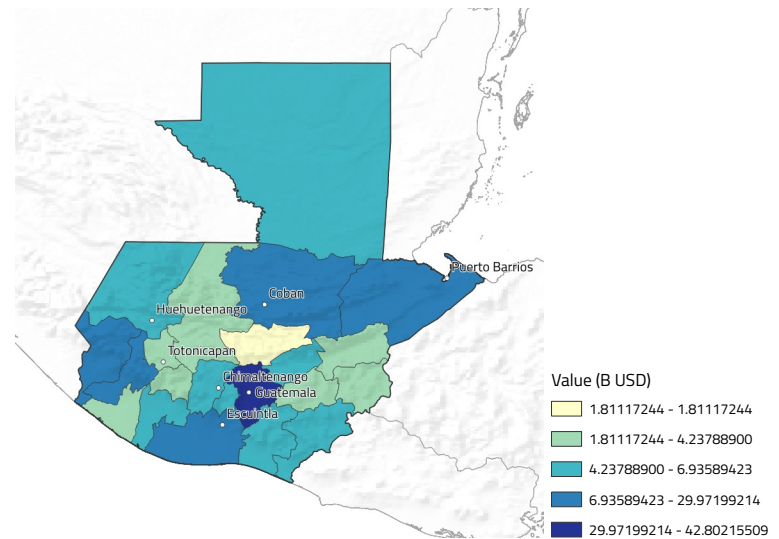 Puerto Barrios
Coban
Huehuetenango
Totonicapan
Chimaltenango
Guatemala
Escuintla
Value (B USD)
1.81117244 - 1.81117244
1.81117244 - 4.23788900
4.23788900 - 6.93589423
6.93589423 - 29.97199214
29.97199214 - 42.80215509